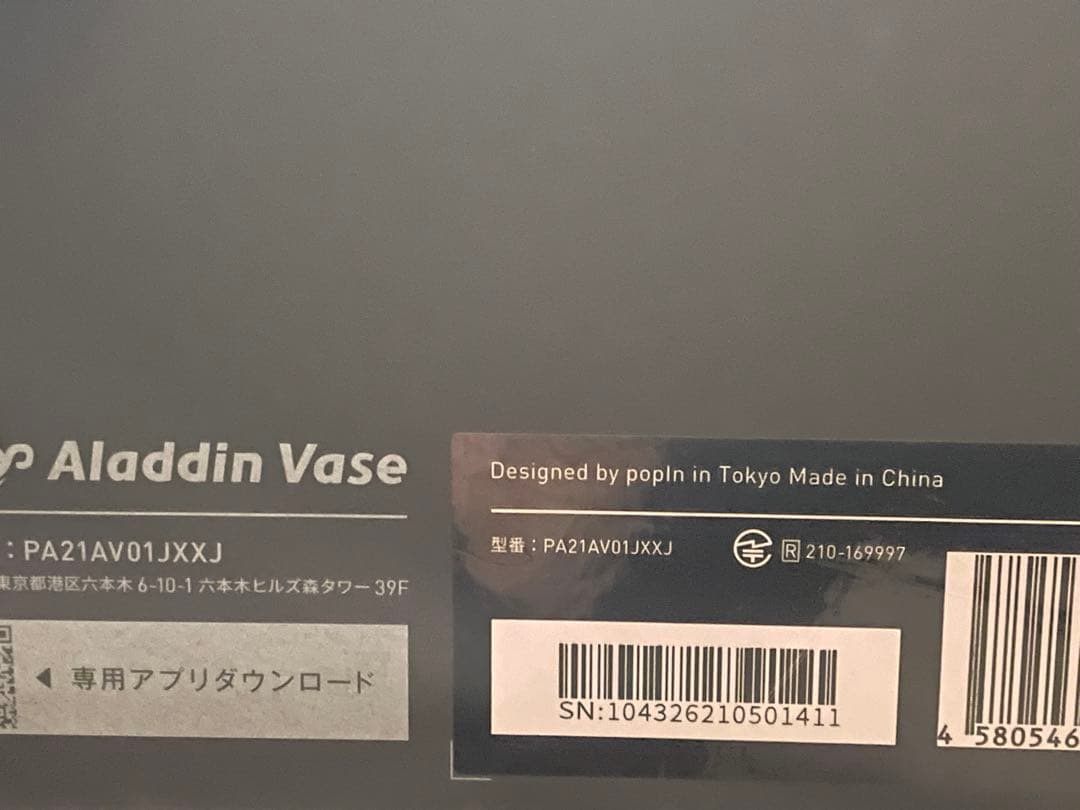 Aladdin Vase
：PA21AV01JXXJ
東京都港区六本木 6-10-1 六本木ヒルズ森タワー 39F
◀ 専用アプリダウンロード
Designed by popIn in Tokyo Made in China
型番：PA21AV01JXXJ
R 210-169997
SN:104326210501411
4 580546